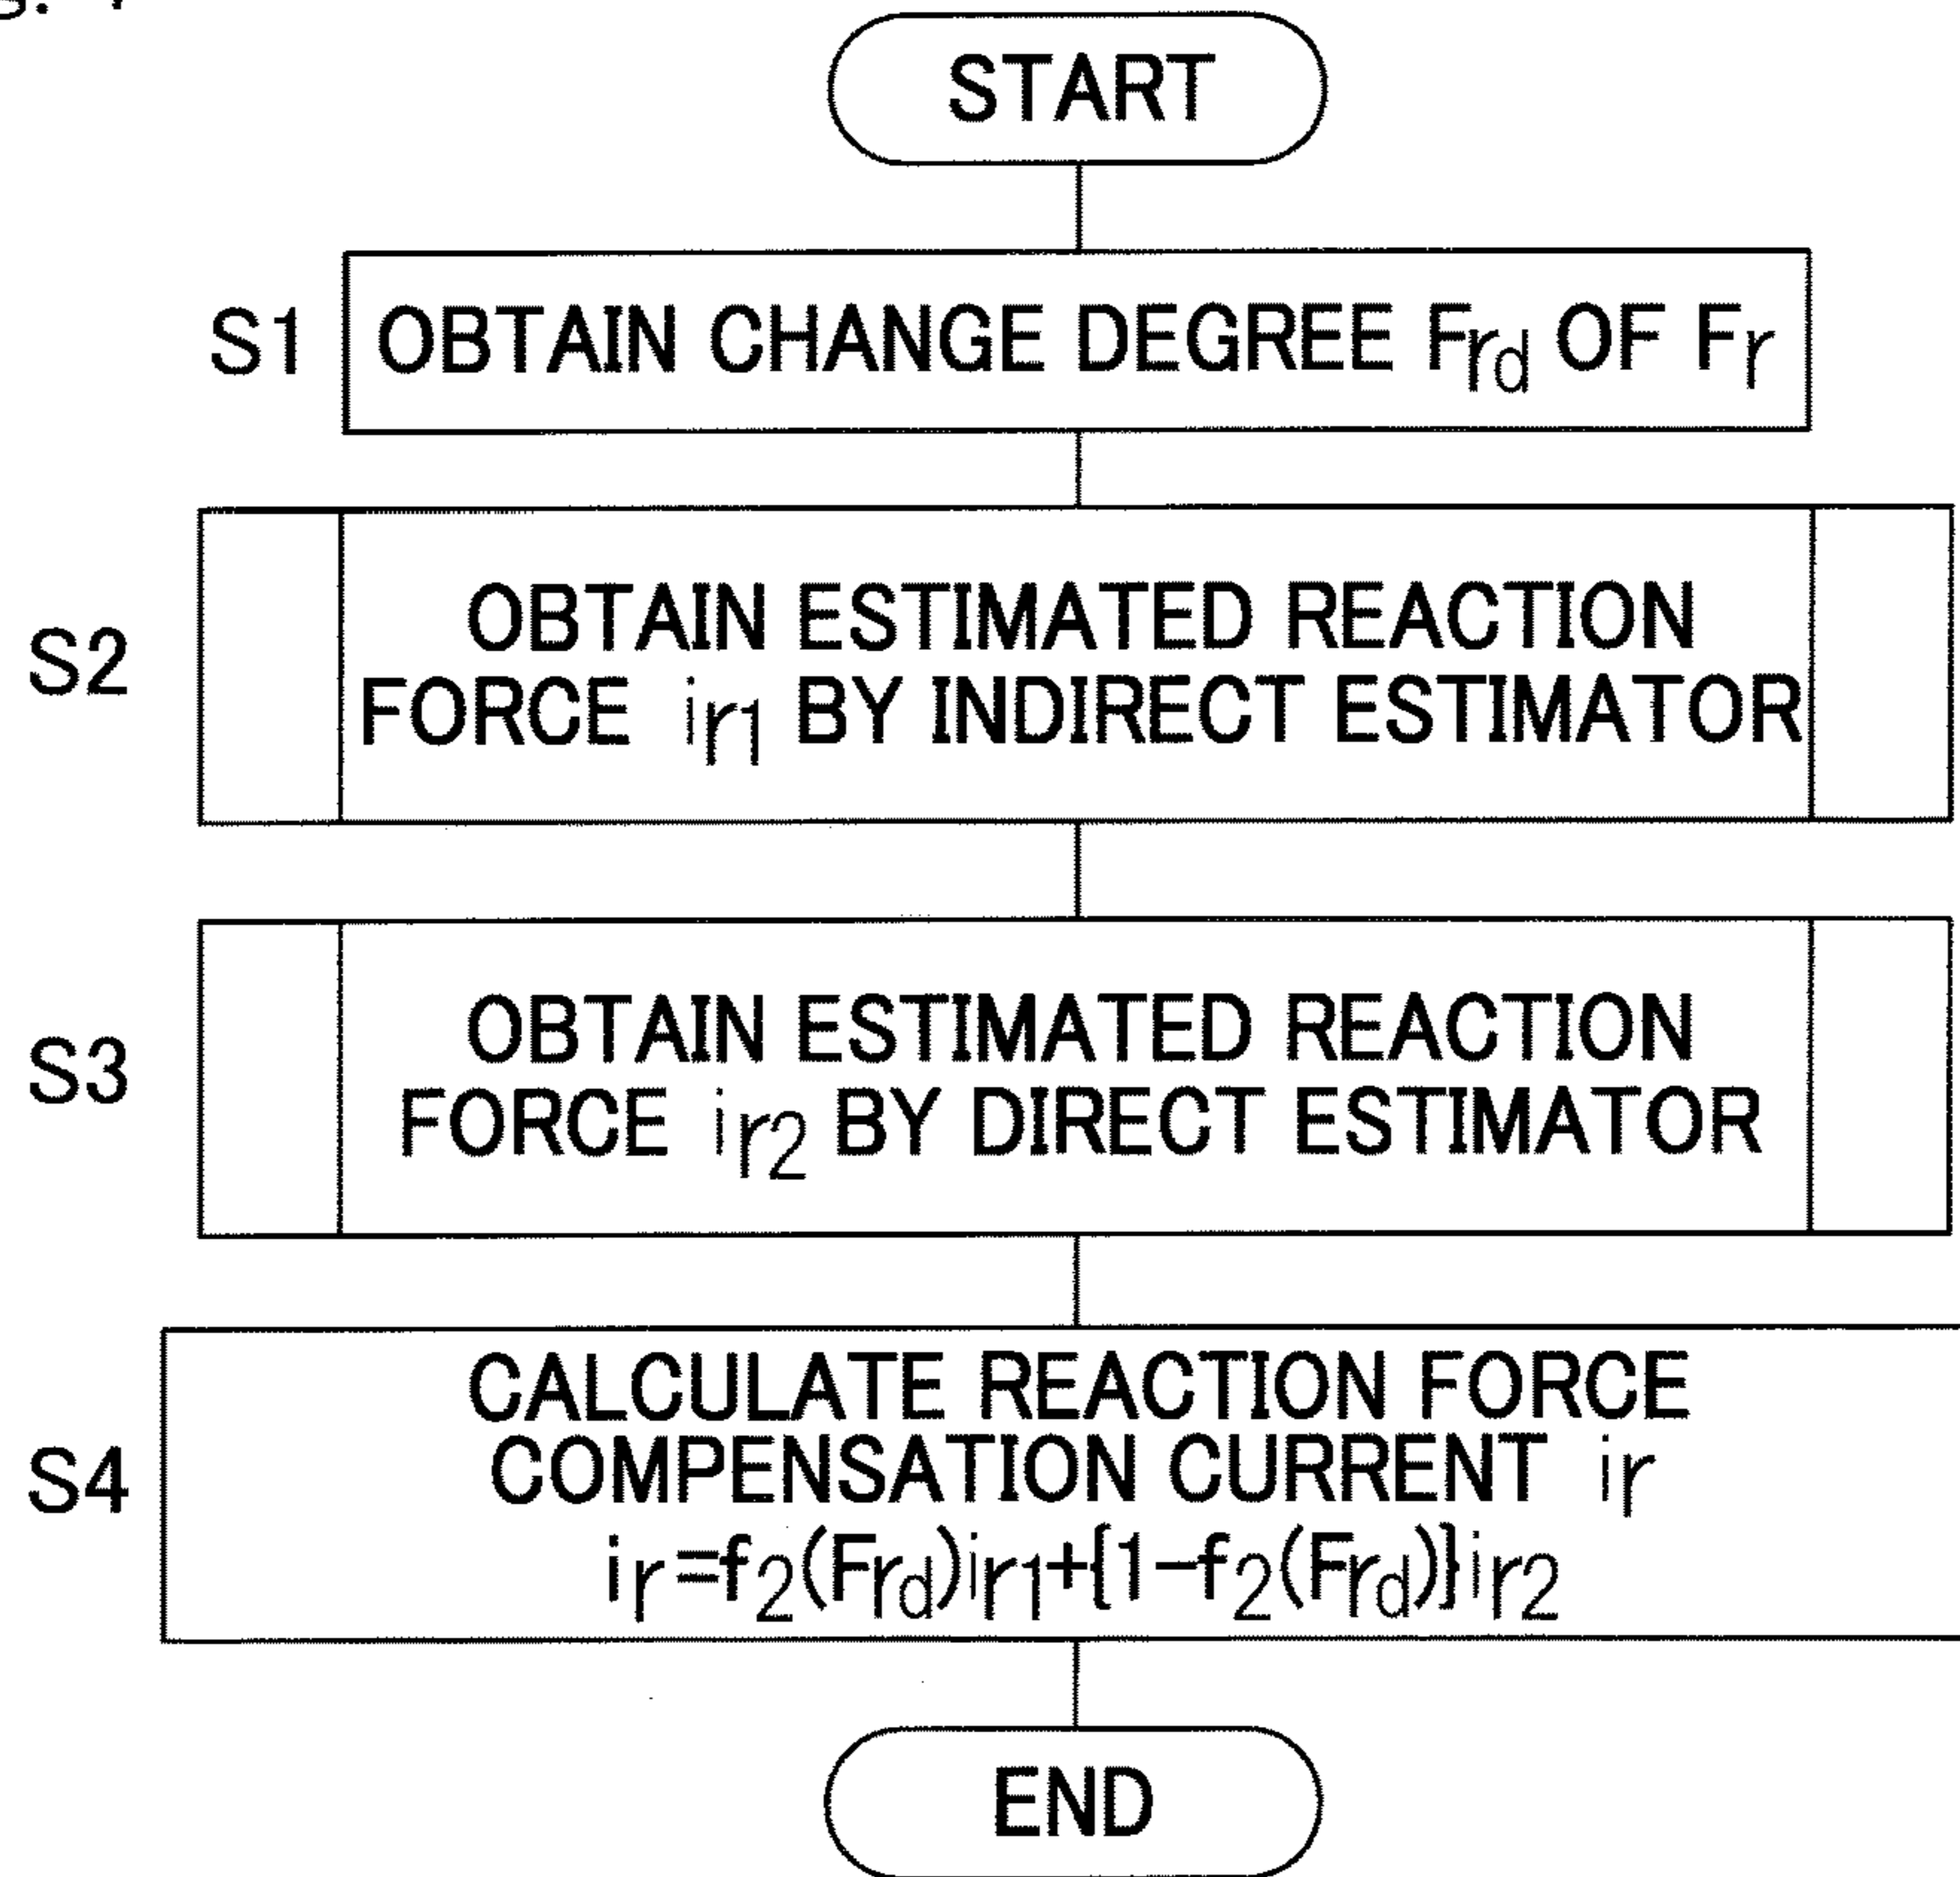 START
S1 OBTAIN CHANGE DEGREE Frd OF Fr
S2
OBTAIN ESTIMATED REACTION
FORCE ir1 BY INDIRECT ESTIMATOR
S3
OBTAIN ESTIMATED REACTION
FORCE ir2 BY DIRECT ESTIMATOR
S4
CALCULATE REACTION FORCE
COMPENSATION CURRENT ir
ir=f2(Frd)ir1+{1-f2(Frd)}ir2
END